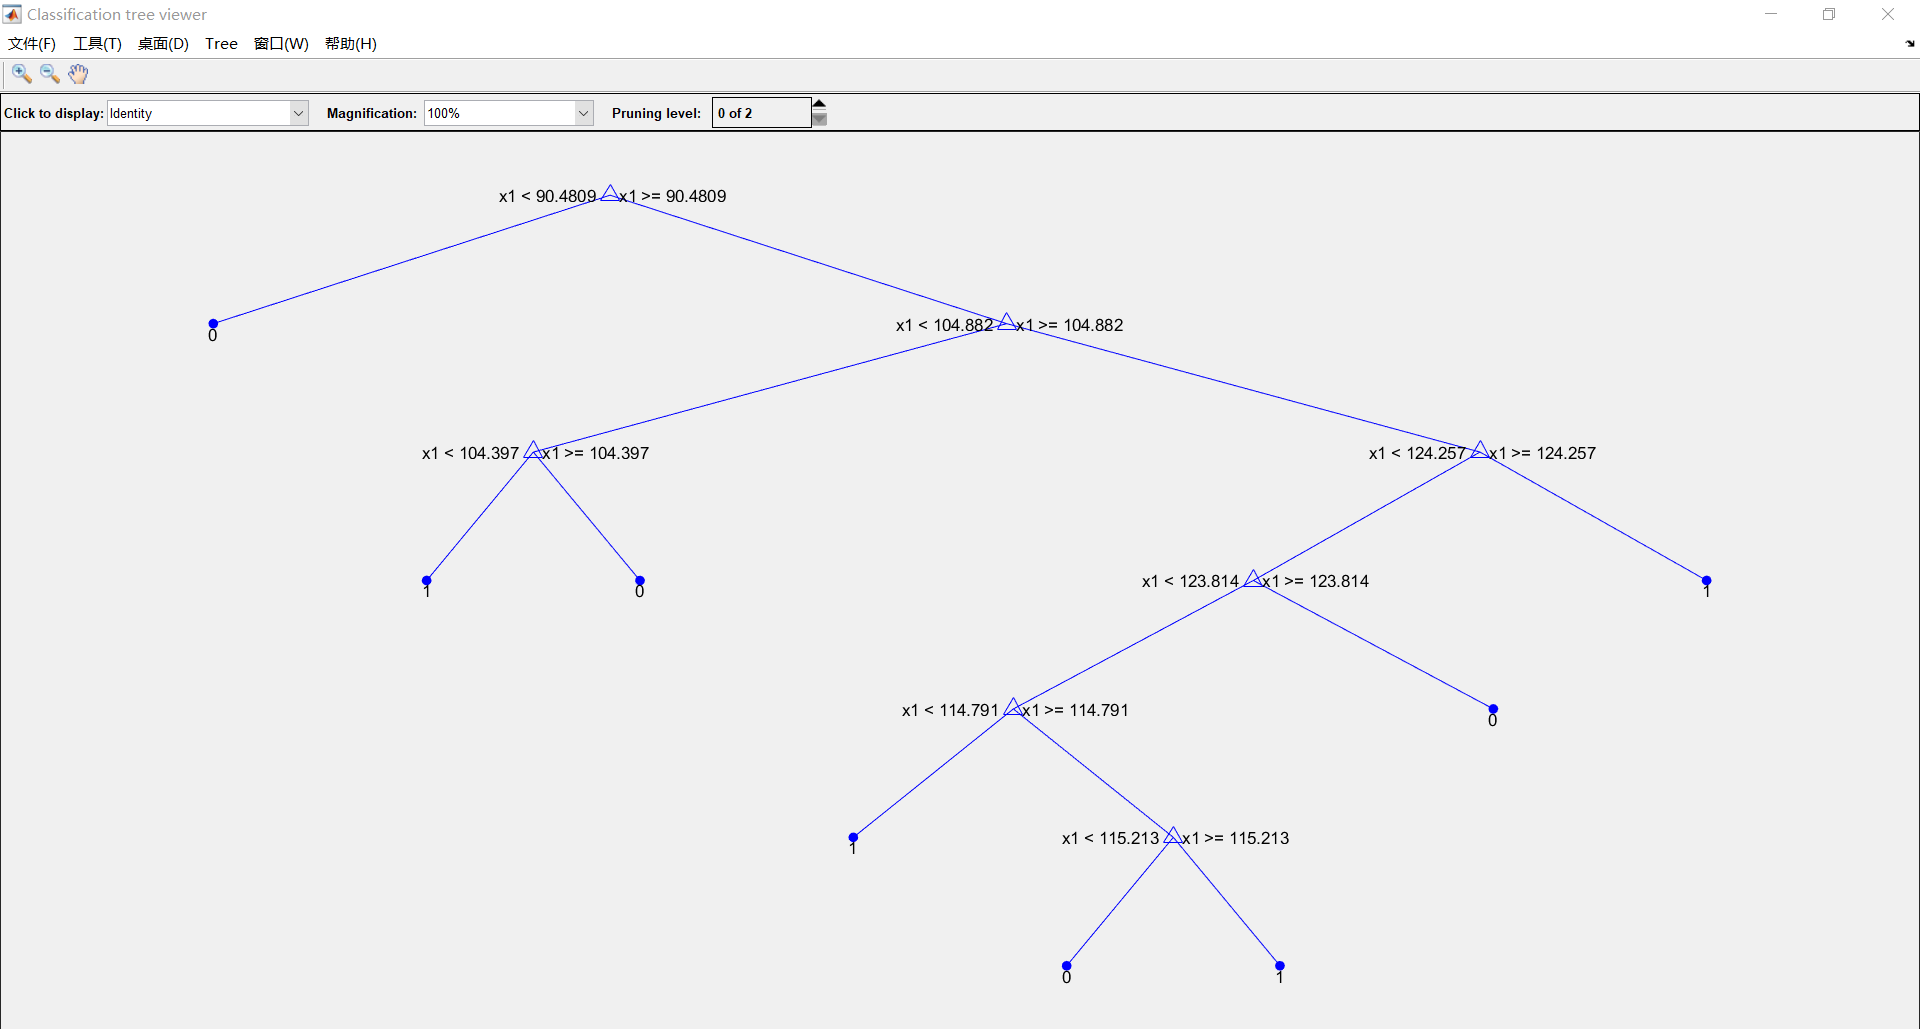 Classification tree viewer
文件(F) 工具(T) 桌面(D) Tree 窗口(W) 帮助(H)
Click to display: Identity Magnification: 100% Pruning level: 0 of 2
x1 < 90.4809 x1 >= 90.4809
0
x1 < 104.882 x1 >= 104.882
x1 < 104.397 x1 >= 104.397
x1 < 124.257 x1 >= 124.257
1
0
x1 < 123.814 x1 >= 123.814
1
x1 < 114.791 x1 >= 114.791
0
1
x1 < 115.213 x1 >= 115.213
0
1